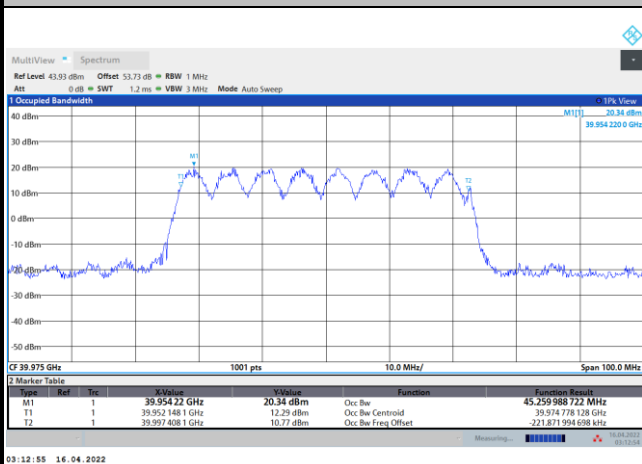 MultiView Spectrum
Ref Level 43.93 dBm Offset 53.73 dB RBW 1 MHz
Att 0 dB SWT 1.2 ms VBW 3 MHz Mode Auto Sweep
1 Occupied Bandwidth 1Pk View
M1[1] 20.34 dBm
39.954 220 0 GHz
40 dBm
30 dBm
M1
20 dBm
T1 T2
10 dBm
0 dBm
-10 dBm
-20 dBm
-30 dBm
-40 dBm
-50 dBm
CF 39.975 GHz 1001 pts 10.0 MHz/ Span 100.0 MHz
2 Marker Table
Type Ref Trc X-Value Y-Value Function Function Result
M1 1 39.954 22 GHz 20.34 dBm Occ Bw 45.259 988 722 MHz
T1 1 39.952 148 1 GHz 12.29 dBm Occ Bw Centroid 39.974 778 128 GHz
T2 1 39.997 408 1 GHz 10.77 dBm Occ Bw Freq Offset -221.871 994 698 kHz
Measuring... 16.04.2022
03:12:54
03:12:55 16.04.2022